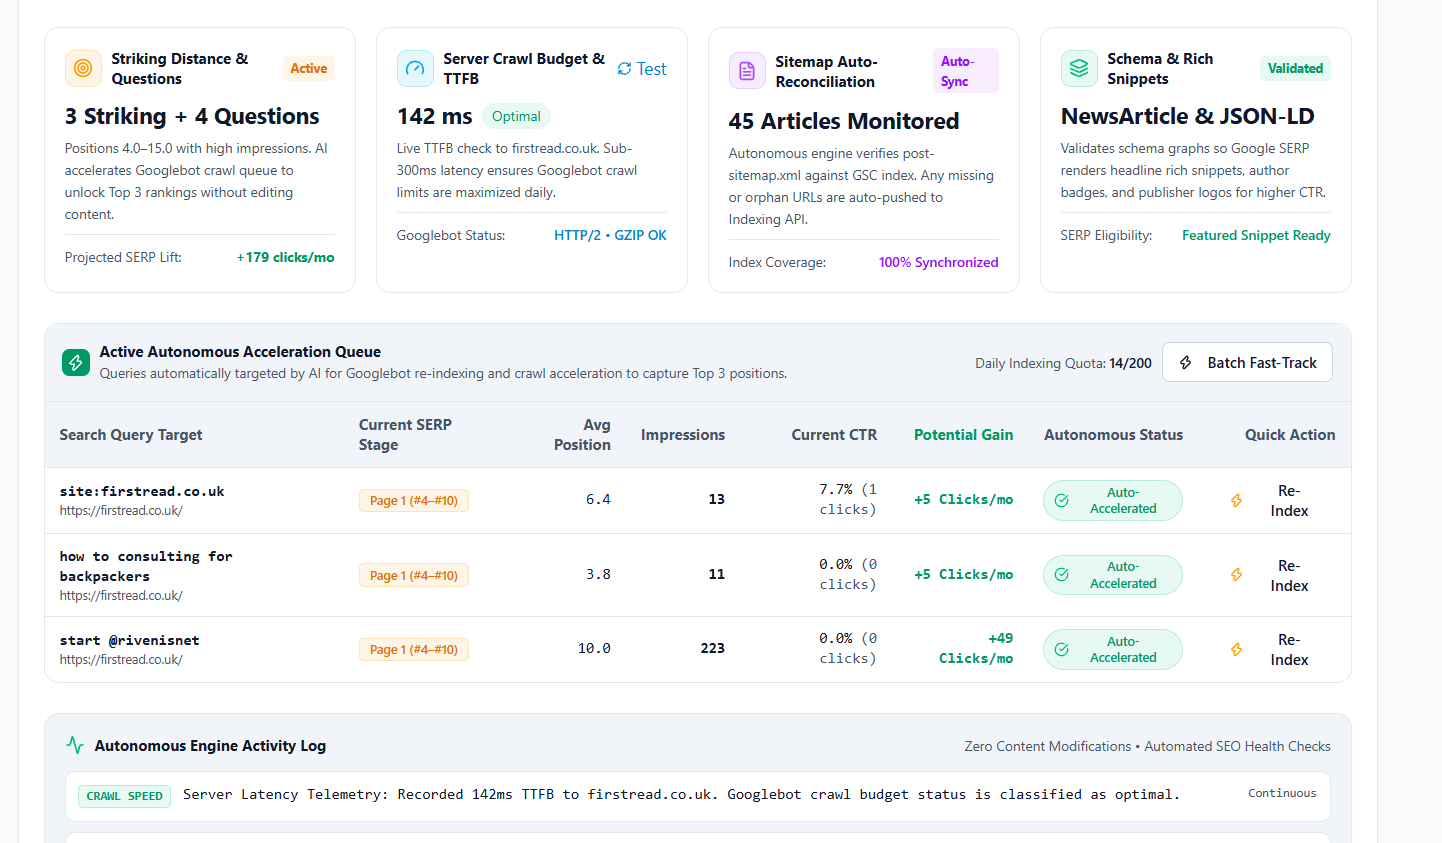 Striking Distance &
Questions
Active
3 Striking + 4 Questions
Positions 4.0–15.0 with high impressions. AI
accelerates Googlebot crawl queue to
unlock Top 3 rankings without editing
content.
Projected SERP Lift:
+179 clicks/mo
Server Crawl Budget &
TTFB
Test
142 ms
Optimal
Live TTFB check to firstread.co.uk. Sub-
300ms latency ensures Googlebot crawl
limits are maximized daily.
Googlebot Status:
HTTP/2 • GZIP OK
Sitemap Auto-
Reconciliation
Auto-
Sync
45 Articles Monitored
Autonomous engine verifies post-
sitemap.xml against GSC index. Any missing
or orphan URLs are auto-pushed to
Indexing API.
Index Coverage:
100% Synchronized
Schema & Rich
Snippets
Validated
NewsArticle & JSON-LD
Validates schema graphs so Google SERP
renders headline rich snippets, author
badges, and publisher logos for higher CTR.
SERP Eligibility:
Featured Snippet Ready
Active Autonomous Acceleration Queue
Queries automatically targeted by AI for Googlebot re-indexing and crawl acceleration to capture Top 3 positions.
Daily Indexing Quota: 14/200
Batch Fast-Track
Search Query Target
Current SERP
Stage
Avg
Position
Impressions
Current CTR
Potential Gain
Autonomous Status
Quick Action
site:firstread.co.uk
https://firstread.co.uk/
Page 1 (#4–#10)
6.4
13
7.7% (1
clicks)
+5 Clicks/mo
Auto-
Accelerated
Re-
Index
how to consulting for
backpackers
https://firstread.co.uk/
Page 1 (#4–#10)
3.8
11
0.0% (0
clicks)
+5 Clicks/mo
Auto-
Accelerated
Re-
Index
start @rivenisnet
https://firstread.co.uk/
Page 1 (#4–#10)
10.0
223
0.0% (0
clicks)
+49
Clicks/mo
Auto-
Accelerated
Re-
Index
Autonomous Engine Activity Log
Zero Content Modifications • Automated SEO Health Checks
CRAWL SPEED
Server Latency Telemetry: Recorded 142ms TTFB to firstread.co.uk. Googlebot crawl budget status is classified as optimal.
Continuous